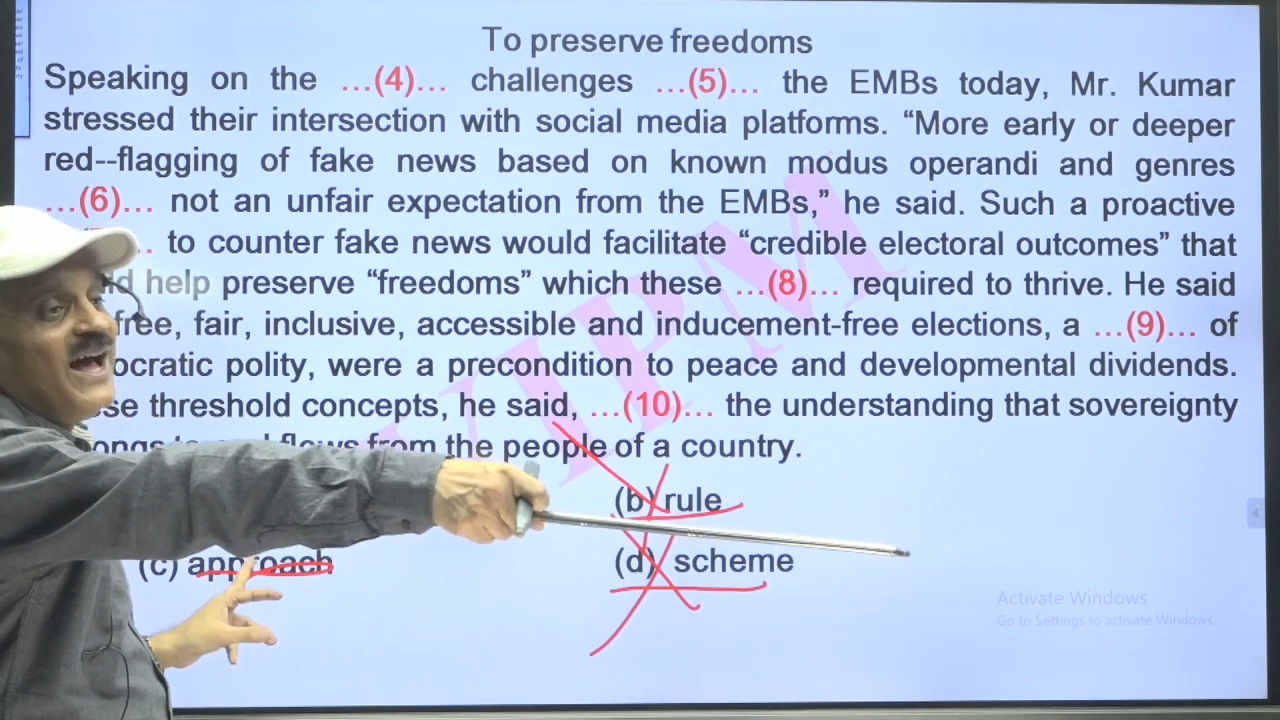 To preserve freedoms
Speaking on the ...(4)... challenges ...(5)... the EMBs today, Mr. Kumar
stressed their intersection with social media platforms. “More early or deeper
red--flagging of fake news based on known modus operandi and genres
...(6)... not an unfair expectation from the EMBs,” he said. Such a proactive
to counter fake news would facilitate “credible electoral outcomes” that
help preserve “freedoms” which these ...(8)... required to thrive. He said
free, fair, inclusive, accessible and inducement-free elections, a ...(9)... of
polity, were a precondition to peace and developmental dividends.
threshold concepts, he said, ...(10)... the understanding that sovereignty
flows from the people of a country.
(b) rule
(c) approach
(d) scheme
VIPM
Activate Windows
Go to Settings to activate Windows